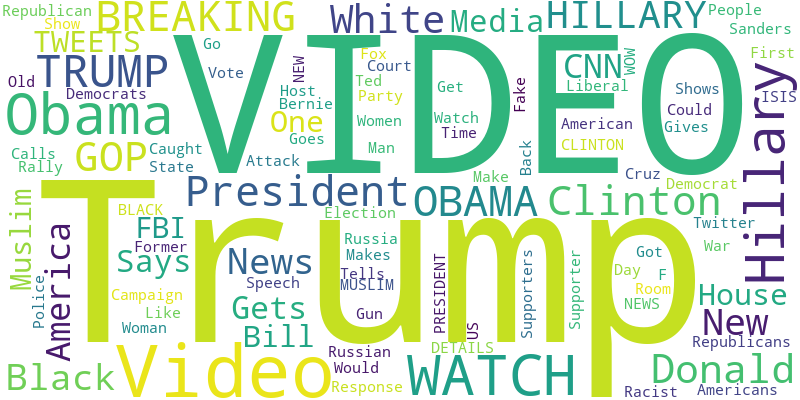 Republican
BREAKING
White
Media
HILLARY
People
Show
TWEETS
Go
VIDEO
Sanders
TRUMP
Vote
Fox
Court
CNN
WOW
First
Old
Democrats
Host
NEW
Ted
Party
Get
Fake
Liberal
Shows
ISIS
Obama
Bernie
One
Goes
Women
Watch
Time
American
Could
Gives
Hillary
Calls
Rally
GOP
Caught
State
Attack
Man
Back
CLINTON
Make
Cruz
Democrat
Muslim
President
OBAMA
Clinton
Trump
BLACK
Election
Twitter
America
FBI
Former
Says
News
Russia
Makes
Supporters
Supporter
Got
War
Police
Campaign
Like
Woman
Gets
Bill
Speech
Tells
MUSLIM
Gun
PRESIDENT
US
DETAILS
Day
F
Room
NEWS
House
New
Republicans
Black
Video
Russian
Would
Response
WATCH
Donald
Racist
Americans